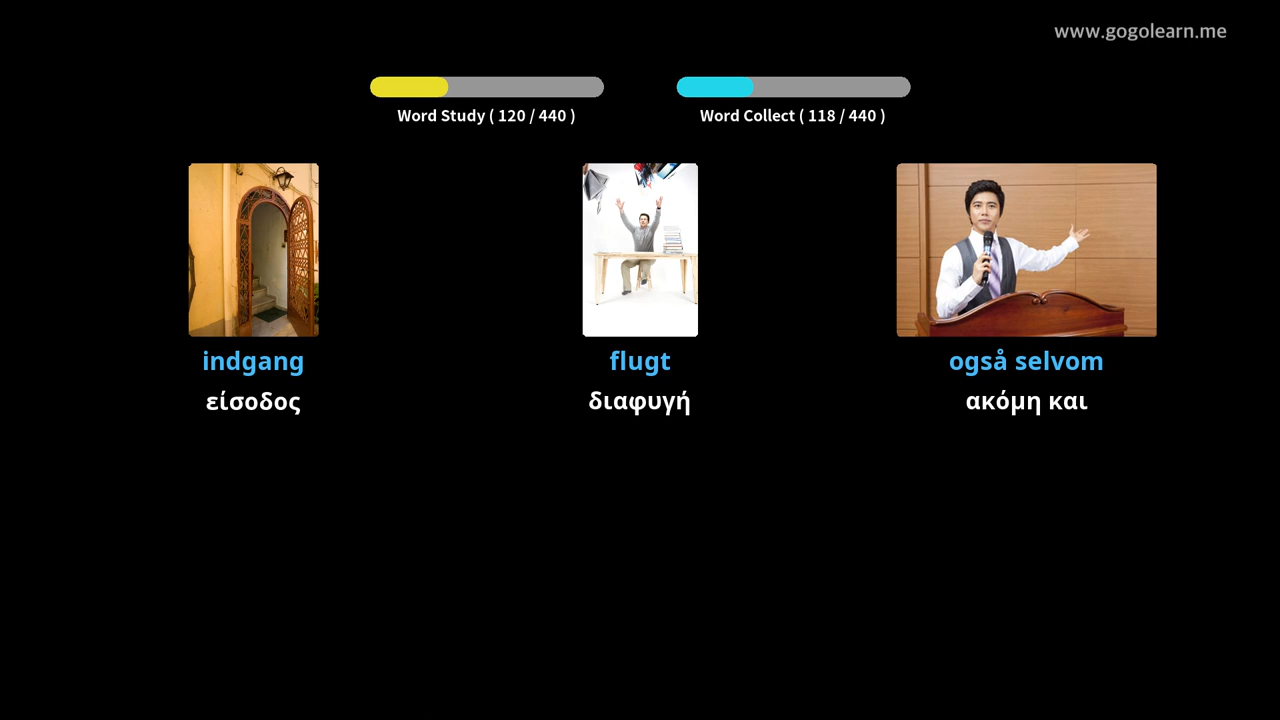 www.gogolearn.me
Word Study ( 120 / 440 )
Word Collect ( 118 / 440 )
indgang
flugt
også selvom
είσοδος
διαφυγή
ακόμη και